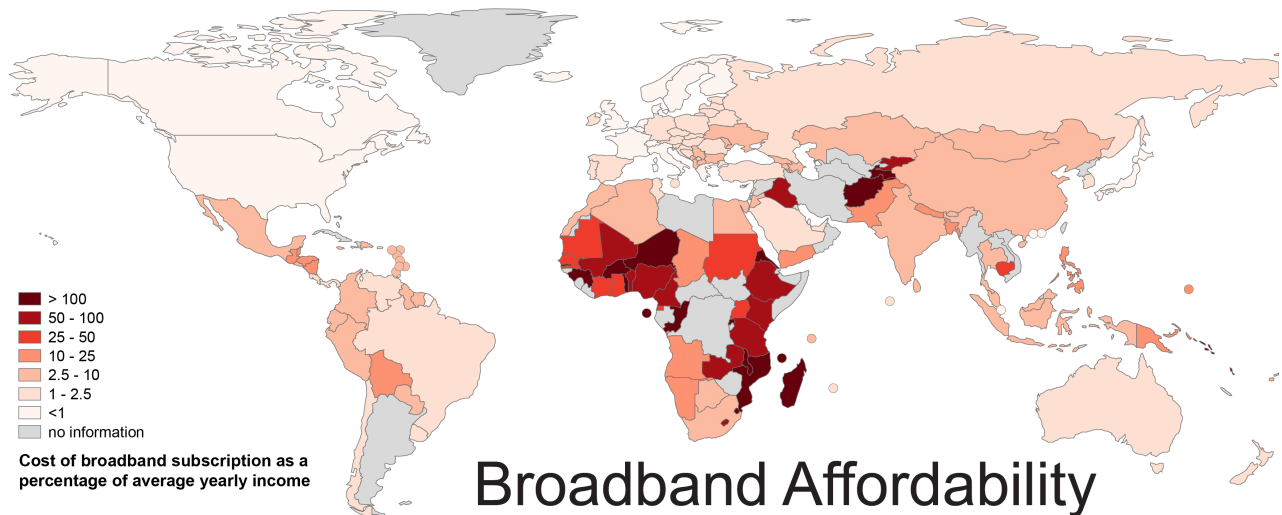 > 100
50 - 100
25 - 50
10 - 25
2.5 - 10
1 - 2.5
<1
no information
Cost of broadband subscription as a
percentage of average yearly income
Broadband Affordability